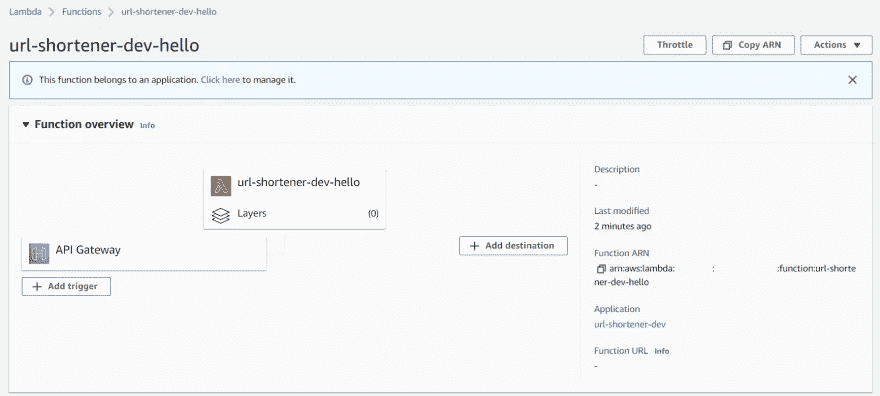 Lambda > Functions > url-shortener-dev-hello
url-shortener-dev-hello
Throttle
Copy ARN
Actions
This function belongs to an application. Click here to manage it.
Function overview Info
url-shortener-dev-hello
Layers (0)
API Gateway
Add trigger
Add destination
Description
-
Last modified
2 minutes ago
Function ARN
arn:aws:lambda: : :function:url-shorte
ner-dev-hello
Application
url-shortener-dev
Function URL Info
-